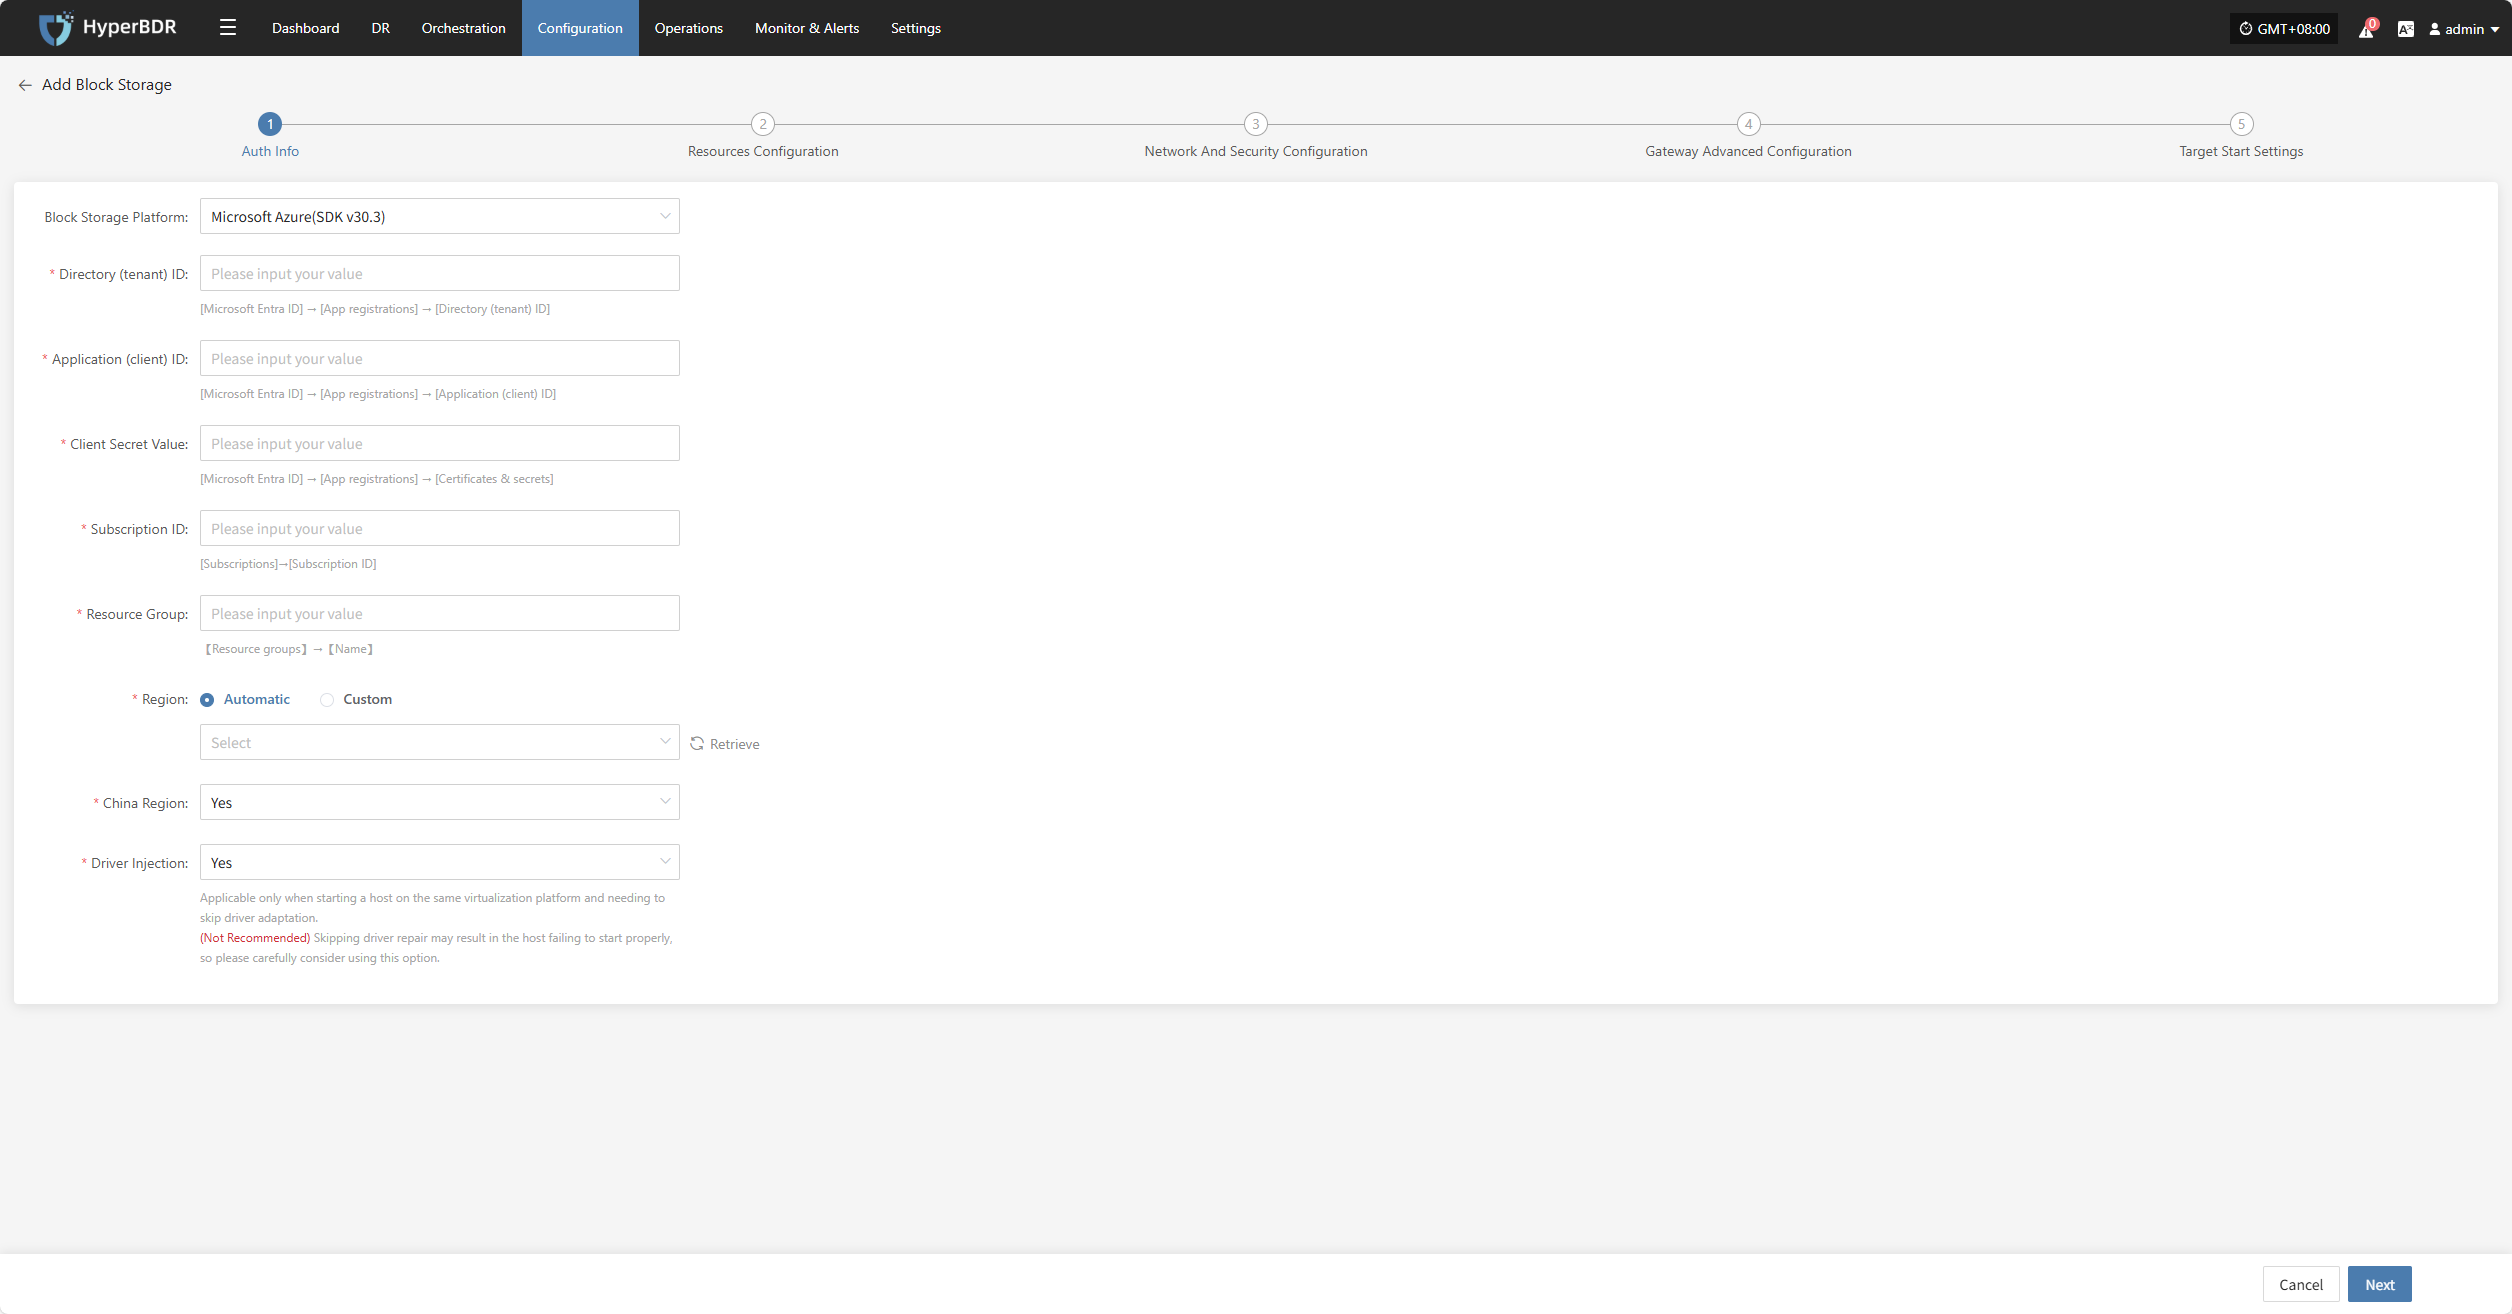 HyperBDR
Dashboard
DR
Orchestration
Configuration
Operations
Monitor & Alerts
Settings
GMT+08:00
0
admin
Add Block Storage
1
2
3
4
5
Auth Info
Resources Configuration
Network And Security Configuration
Gateway Advanced Configuration
Target Start Settings
Block Storage Platform:
Microsoft Azure(SDK v30.3)
* Directory (tenant) ID:
Please input your value
[Microsoft Entra ID] → [App registrations] → [Directory (tenant) ID]
* Application (client) ID:
Please input your value
[Microsoft Entra ID] → [App registrations] → [Application (client) ID]
* Client Secret Value:
Please input your value
[Microsoft Entra ID] → [App registrations] → [Certificates & secrets]
* Subscription ID:
Please input your value
[Subscriptions]→[Subscription ID]
* Resource Group:
Please input your value
【Resource groups】→【Name】
* Region:
Automatic
Custom
Select
Retrieve
* China Region:
Yes
* Driver Injection:
Yes
Applicable only when starting a host on the same virtualization platform and needing to
skip driver adaptation.
(Not Recommended) Skipping driver repair may result in the host failing to start properly,
so please carefully consider using this option.
Cancel
Next